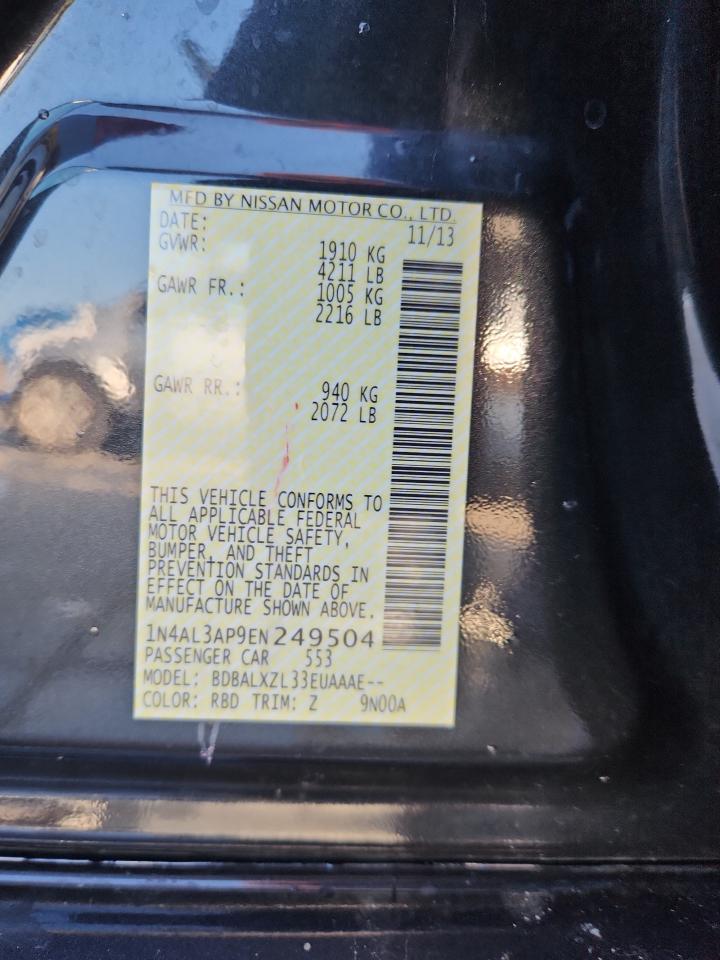 MFD BY NISSAN MOTOR CO., LTD.
DATE: 11/13
GVWR: 1910 KG
4211 LB
GAWR FR.: 1005 KG
2216 LB
GAWR RR.: 940 KG
2072 LB
THIS VEHICLE CONFORMS TO
ALL APPLICABLE FEDERAL
MOTOR VEHICLE SAFETY,
BUMPER, AND THEFT
PREVENTION STANDARDS IN
EFFECT ON THE DATE OF
MANUFACTURE SHOWN ABOVE.
1N4AL3AP9EN249504
PASSENGER CAR 553
MODEL: BDBALXZL33EUAAAE--
COLOR: RBD TRIM: Z 9N00A